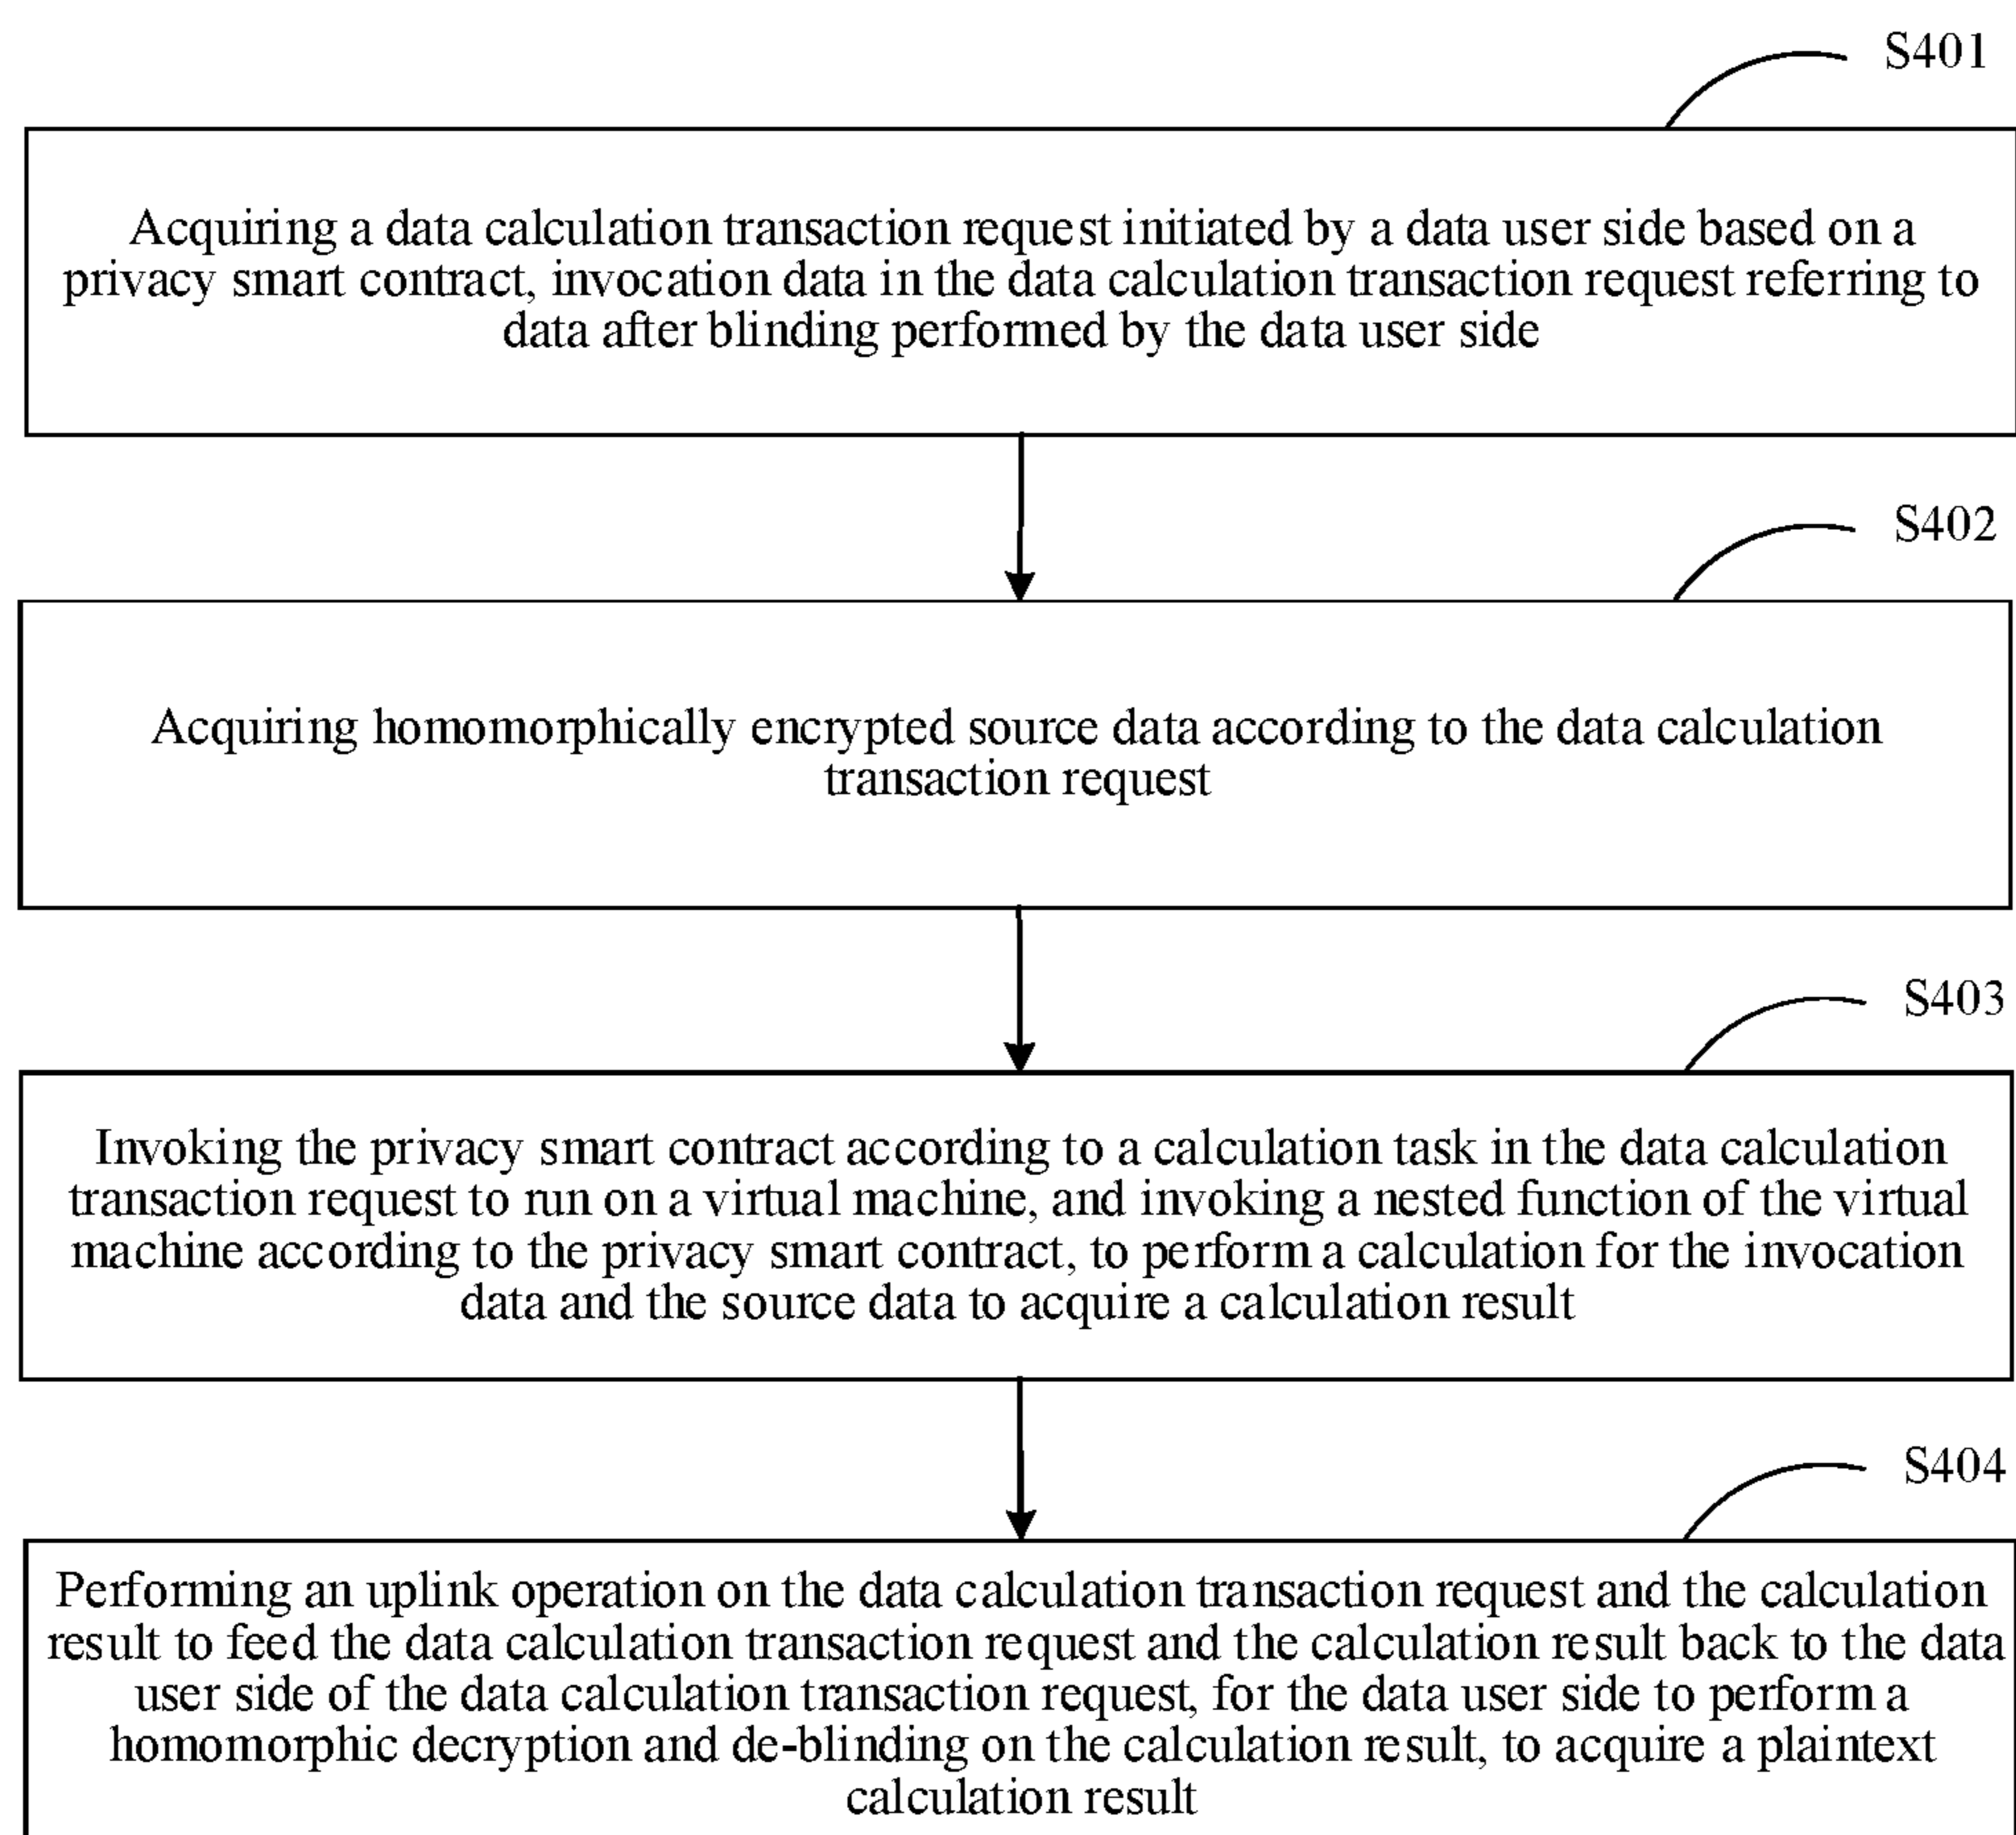 S401
Acquiring a data calculation transaction request initiated by a data user side based on a
privacy smart contract, invocation data in the data calculation transaction request referring to
data after blinding performed by the data user side
S402
Acquiring homomorphically encrypted source data according to the data calculation
transaction request
S403
Invoking the privacy smart contract according to a calculation task in the data calculation
transaction request to run on a virtual machine, and invoking a nested function of the virtual
machine according to the privacy smart contract, to perform a calculation for the invocation
data and the source data to acquire a calculation result
S404
Performing an uplink operation on the data calculation transaction request and the calculation
result to feed the data calculation transaction request and the calculation result back to the data
user side of the data calculation transaction request, for the data user side to perform a
homomorphic decryption and de-blinding on the calculation result, to acquire a plaintext
calculation result